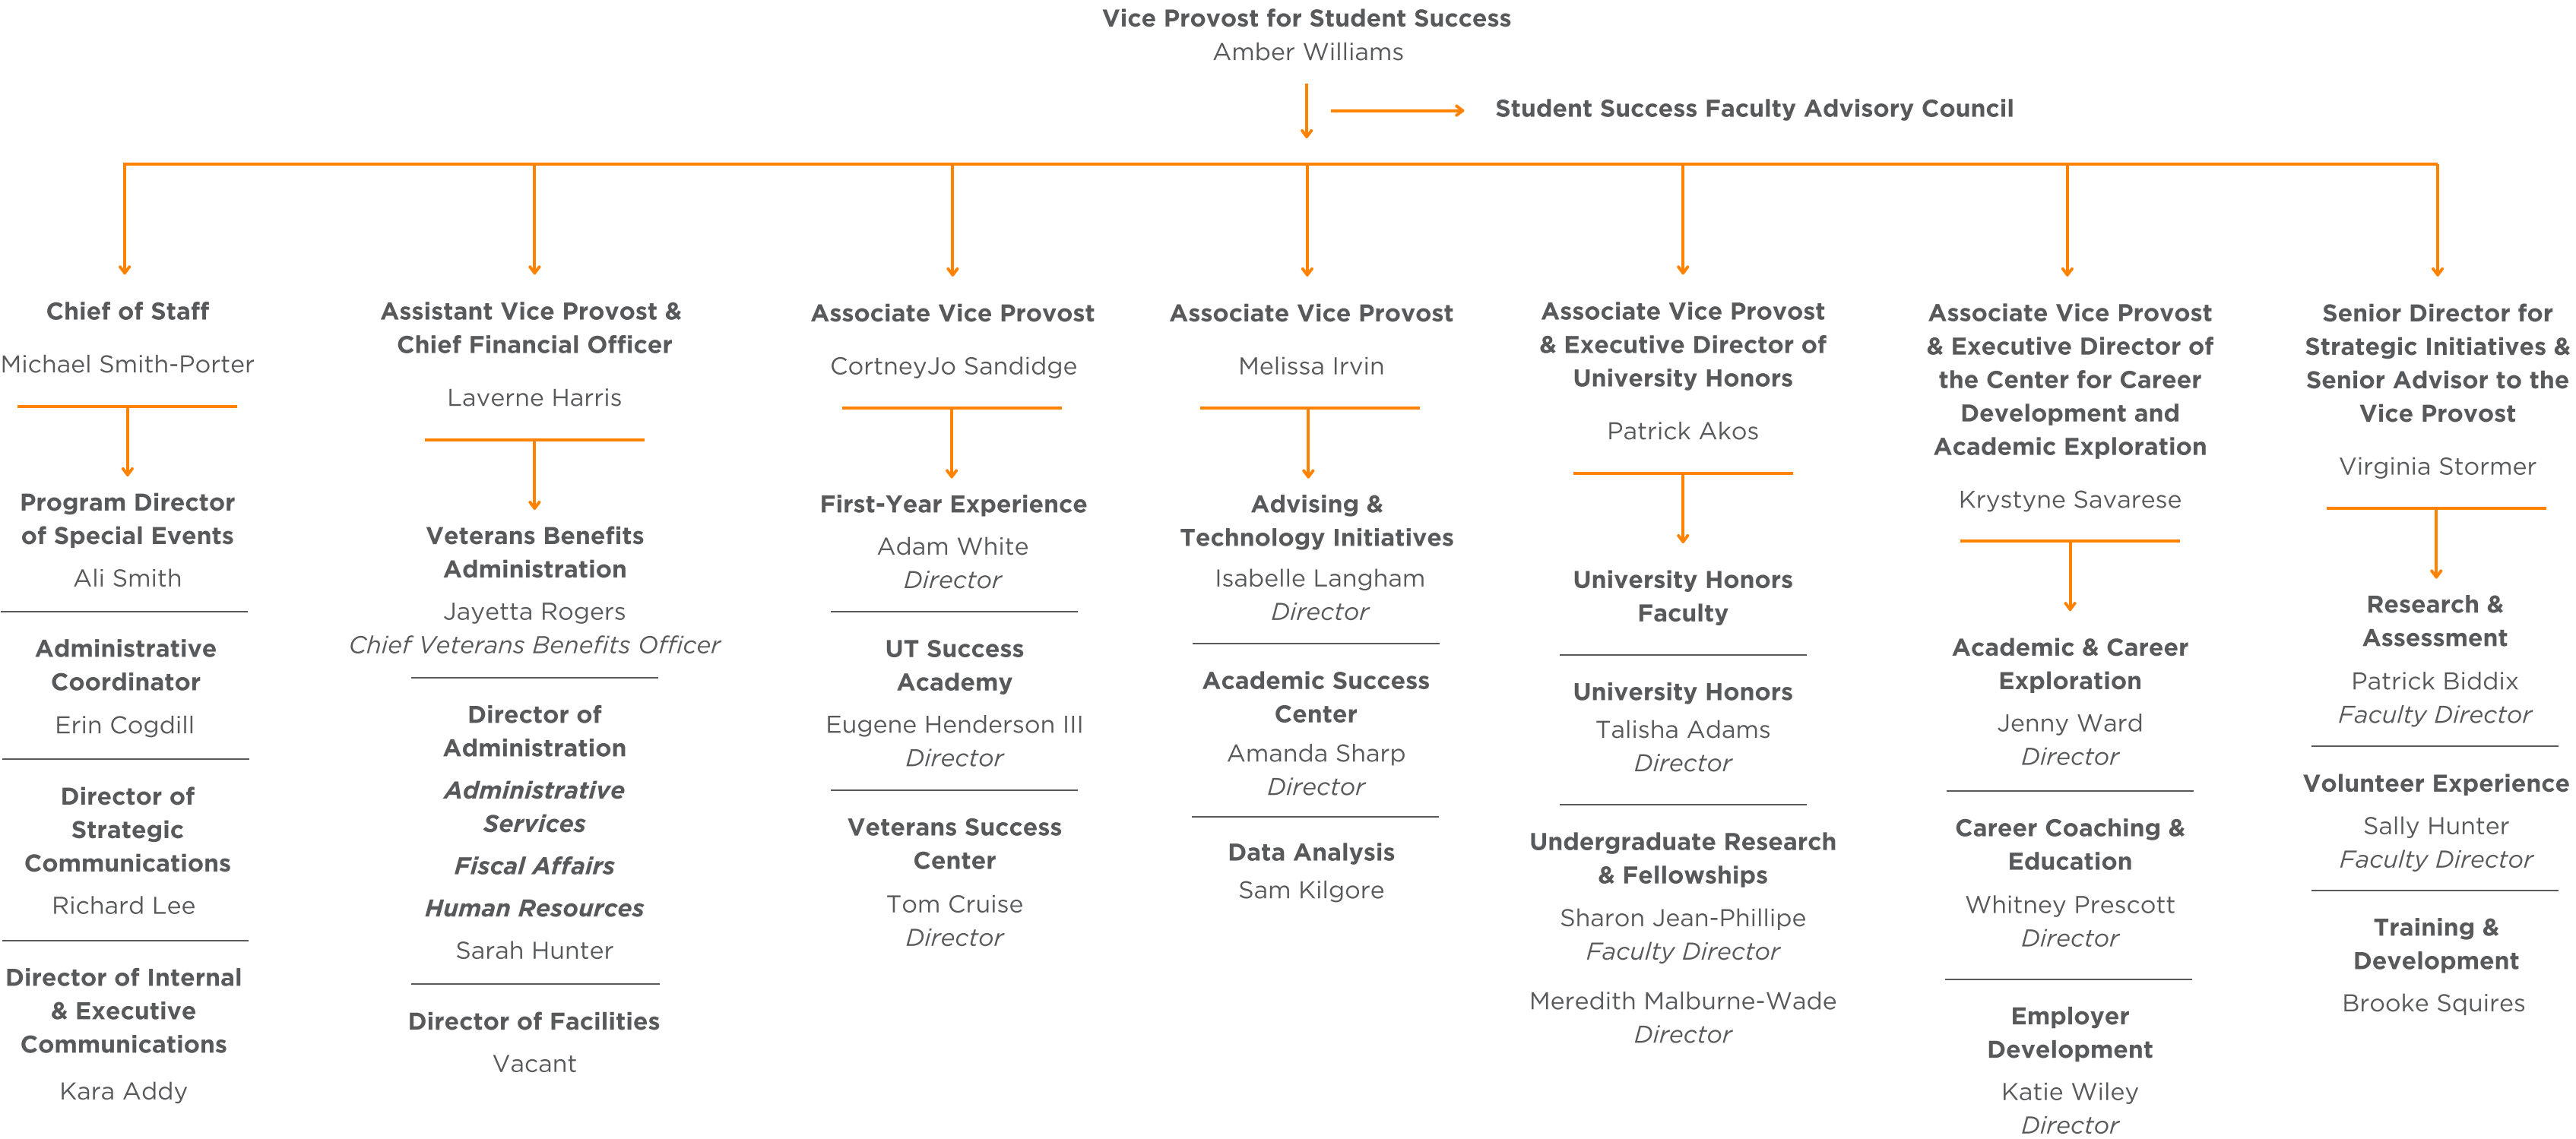 Vice Provost for Student Success
Amber Williams
Student Success Faculty Advisory Council
Chief of Staff
Michael Smith-Porter
Program Director
of Special Events
Ali Smith
Administrative
Coordinator
Erin Cogdill
Director of
Strategic
Communications
Richard Lee
Director of Internal
& Executive
Communications
Kara Addy
Assistant Vice Provost &
Chief Financial Officer
Laverne Harris
Veterans Benefits
Administration
Jayetta Rogers
Chief Veterans Benefits Officer
Director of
Administration
Administrative
Services
Fiscal Affairs
Human Resources
Sarah Hunter
Director of Facilities
Vacant
Associate Vice Provost
CortneyJo Sandidge
First-Year Experience
Adam White
Director
UT Success
Academy
Eugene Henderson III
Director
Veterans Success
Center
Tom Cruise
Director
Associate Vice Provost
Melissa Irvin
Advising &
Technology Initiatives
Isabelle Langham
Director
Academic Success
Center
Amanda Sharp
Director
Data Analysis
Sam Kilgore
Associate Vice Provost
& Executive Director of
University Honors
Patrick Akos
University Honors
Faculty
University Honors
Talisha Adams
Director
Undergraduate Research
& Fellowships
Sharon Jean-Phillipe
Faculty Director
Meredith Malburne-Wade
Director
Associate Vice Provost
& Executive Director of
the Center for Career
Development and
Academic Exploration
Krystyne Savarese
Academic & Career
Exploration
Jenny Ward
Director
Career Coaching &
Education
Whitney Prescott
Director
Employer
Development
Katie Wiley
Director
Senior Director for
Strategic Initiatives &
Senior Advisor to the
Vice Provost
Virginia Stormer
Research &
Assessment
Patrick Biddix
Faculty Director
Volunteer Experience
Sally Hunter
Faculty Director
Training &
Development
Brooke Squires